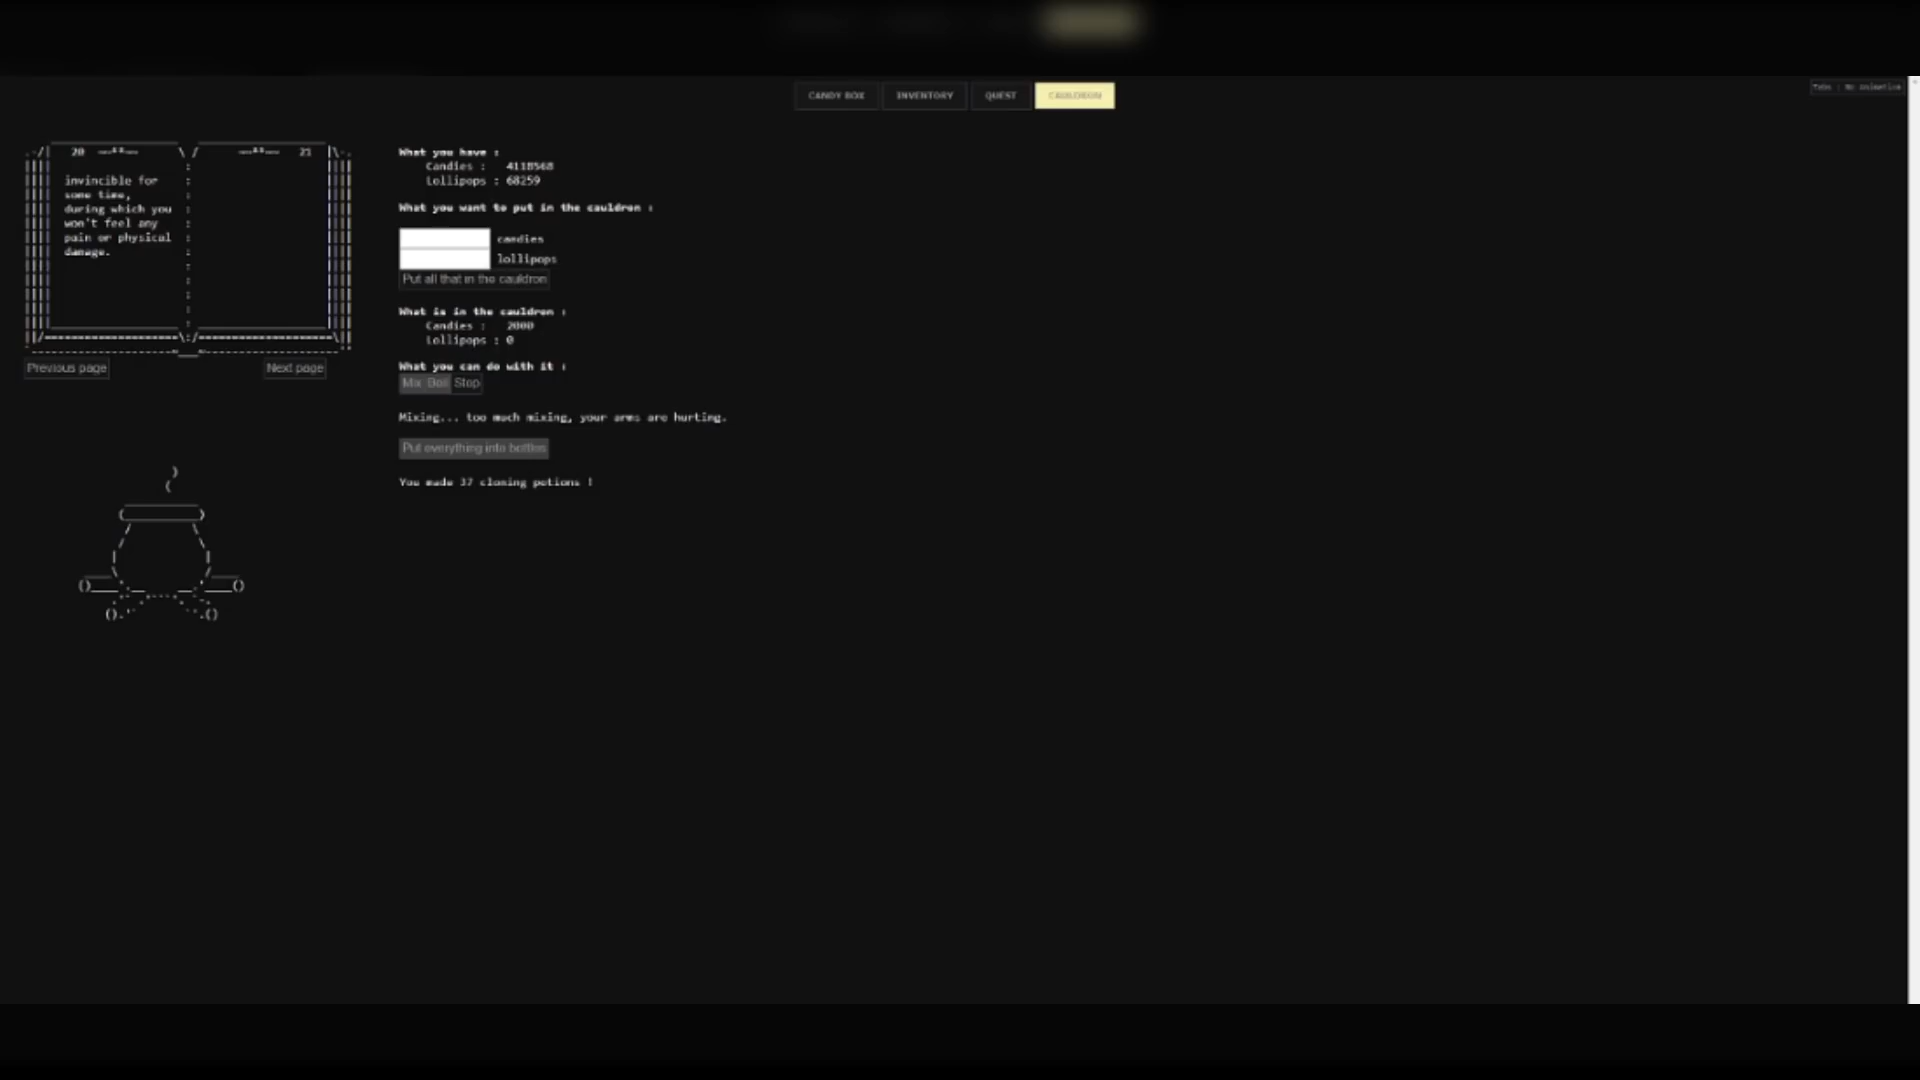 CANDY BOX INVENTORY QUEST CAULDRON
Tabs | No Animation
20 21
invincible for
some time,
during which you
won't feel any
pain or physical
damage.
Previous page Next page
What you have :
Candies : 4118568
Lollipops : 68259
What you want to put in the cauldron :
candies
lollipops
Put all that in the cauldron
What is in the cauldron :
Candies : 2000
Lollipops : 0
What you can do with it :
Mix Boil Stop
Mixing... too much mixing, your arms are hurting.
Put everything into bottles
You made 37 cloning potions !